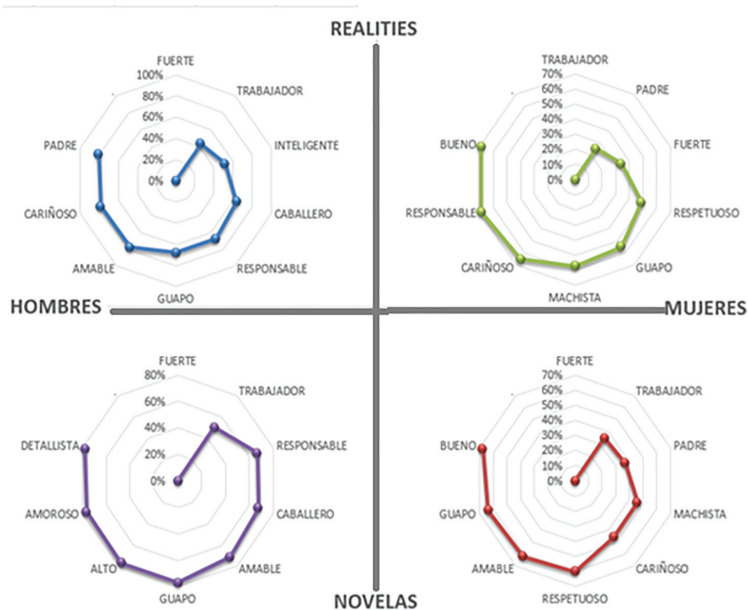 REALITIES
FUERTE
100%
80%
60%
40%
20%
0%
TRABAJADOR
INTELIGENTE
CABALLERO
RESPONSABLE
GUAPO
AMABLE
CARIÑOSO
PADRE
TRABAJADOR
70%
60%
50%
40%
30%
20%
10%
0%
PADRE
FUERTE
RESPETUOSO
GUAPO
MACHISTA
CARIÑOSO
RESPONSABLE
BUENO
HOMBRES
MUJERES
FUERTE
80%
60%
40%
20%
0%
TRABAJADOR
RESPONSABLE
CABALLERO
AMABLE
GUAPO
ALTO
AMOROSO
DETALLISTA
FUERTE
70%
60%
50%
40%
30%
20%
10%
0%
TRABAJADOR
PADRE
MACHISTA
CARIÑOSO
RESPETUOSO
AMABLE
GUAPO
BUENO
NOVELAS